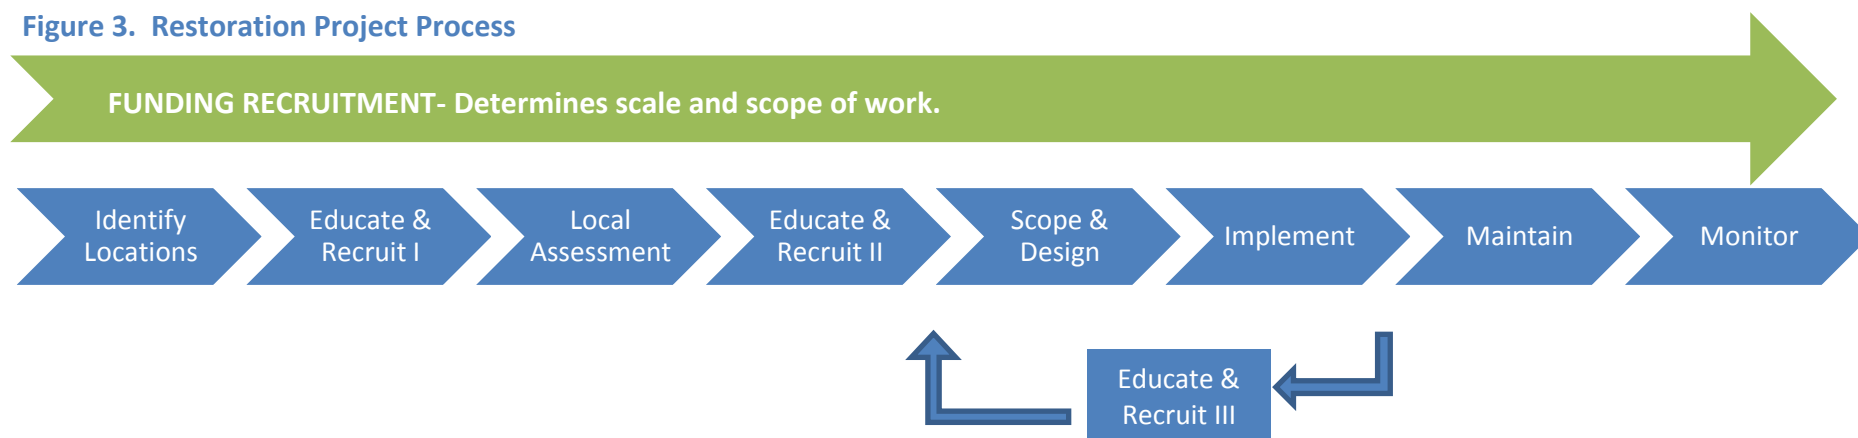 Figure 3. Restoration Project Process
FUNDING RECRUITMENT- Determines scale and scope of work.
Identify
Locations
Educate &
Recruit I
Local
Assessment
Educate &
Recruit II
Scope &
Design
Implement
Maintain
Monitor
Educate &
Recruit III